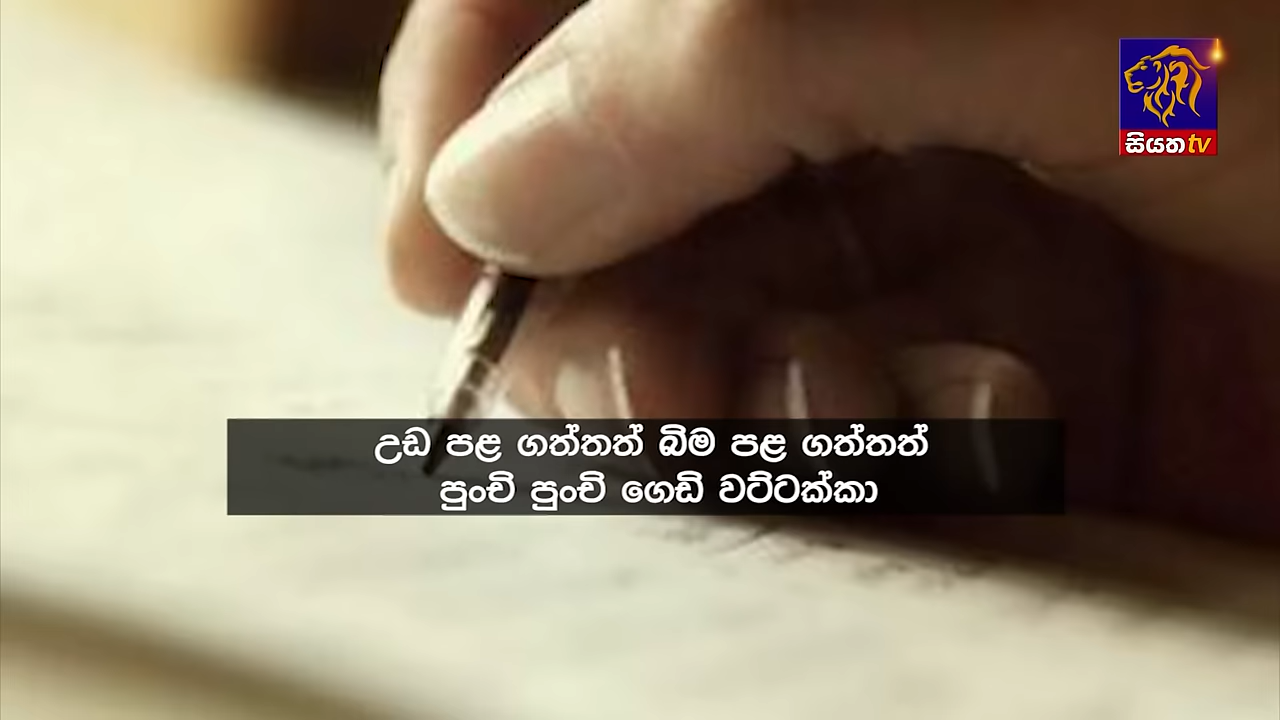 සියත tv
උඩ පළ ගත්තත් බිම පළ ගත්තත්
පුංචි පුංචි ගෙඩි වට්ටක්කා